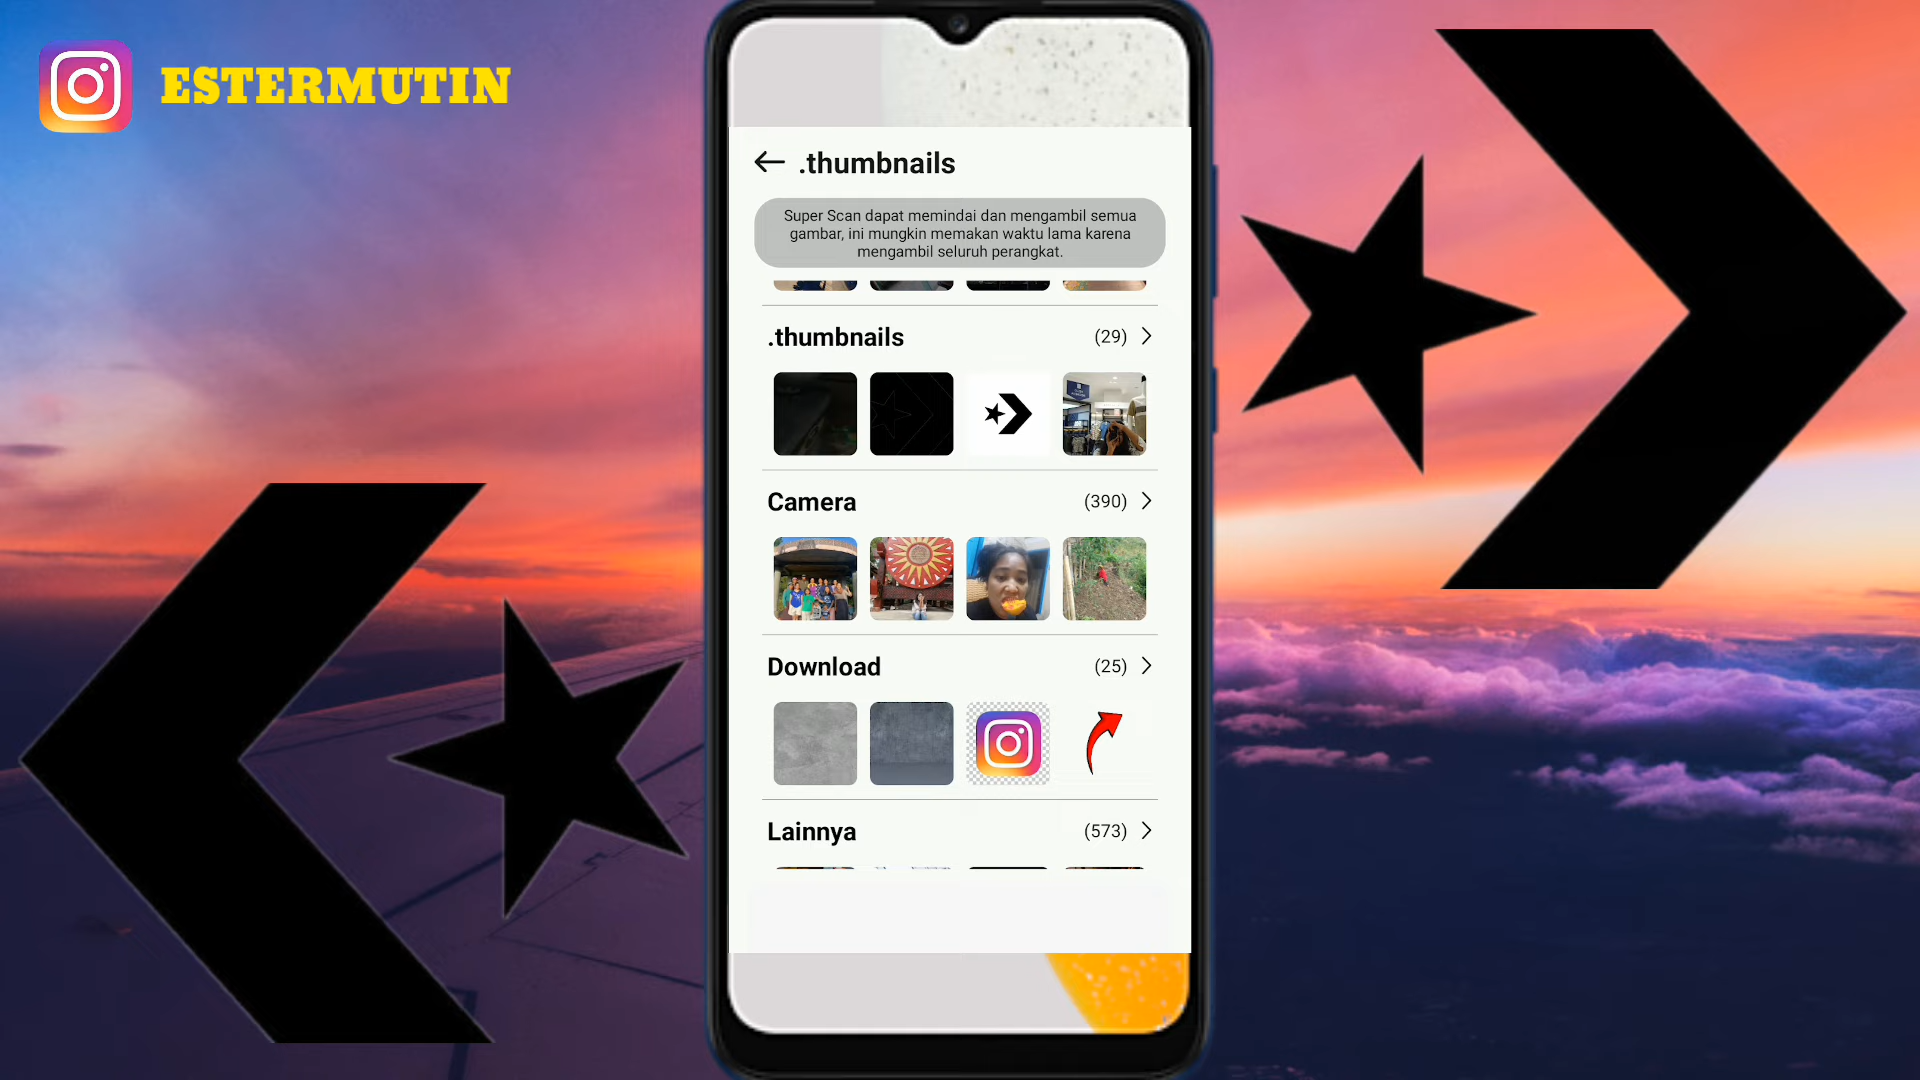 ESTERMUTIN
.thumbnails
Super Scan dapat memindai dan mengambil semua
gambar, ini mungkin memakan waktu lama karena
mengambil seluruh perangkat.
.thumbnails (29)
Camera (390)
Download (25)
Lainnya (573)